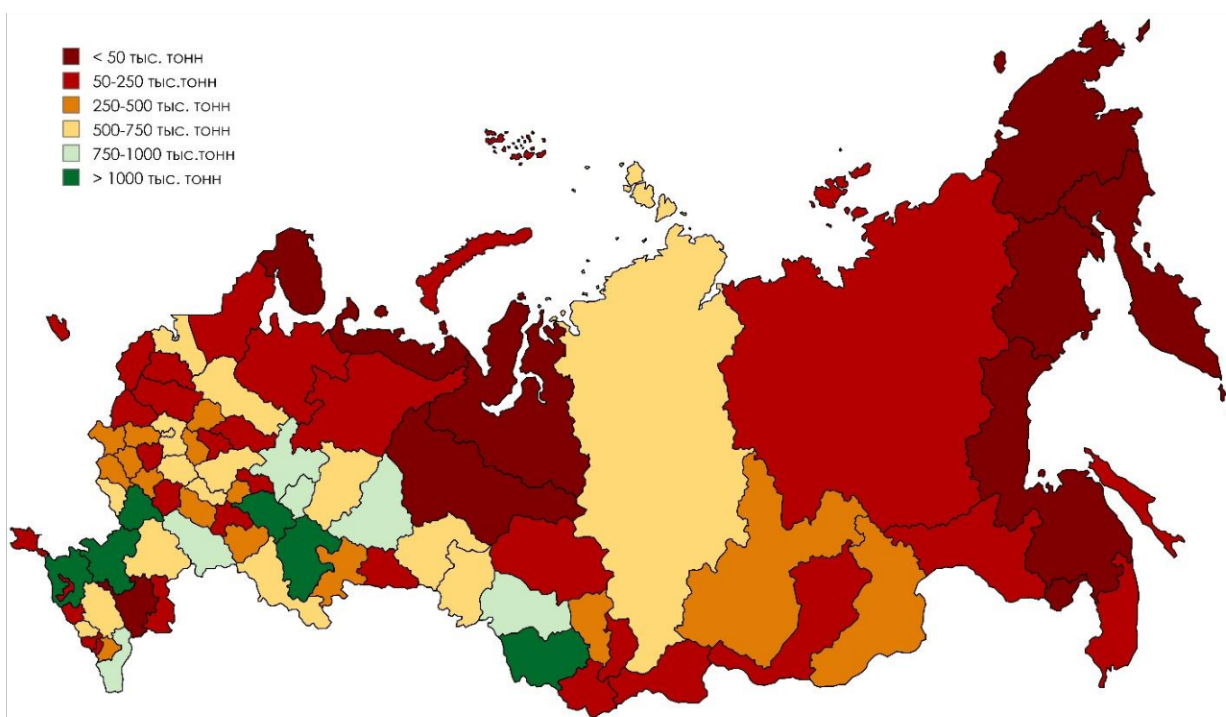 < 50 тыс. тонн
50-250 тыс.тонн
250-500 тыс. тонн
500-750 тыс. тонн
750-1000 тыс.тонн
> 1000 тыс. тонн